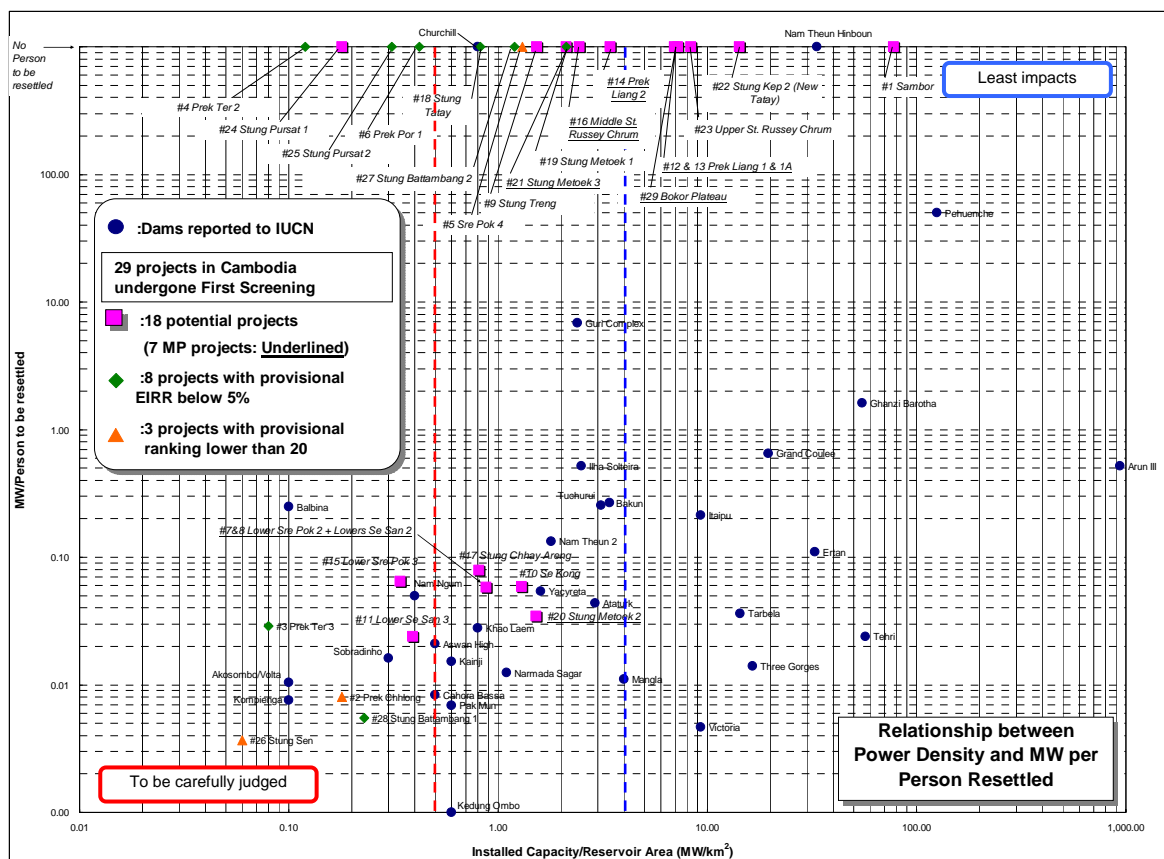 Churchill
Nam Theun Hinboun
No
Person
to be
resetteld
Least impacts
#4 Prek Ter 2
#24 Stung Pursat 1
#25 Stung Pursat 2
#6 Prek Por 1
#18 Stung
Tatay
#27 Stung Battambang 2
#5 Sre Pok 4
#9 Stung Treng
#21 Stung Metoek 3
#19 Stung Metoek 1
#16 Middle St.
Russey Chrum
#14 Prek
Liang 2
#29 Bokor Plateau
#12 & 13 Prek Liang 1 & 1A
#23 Upper St. Russey Chrum
#22 Stung Kep 2 (New
Tatay)
#1 Sambor
100.00
10.00
1.00
0.10
0.01
0.00
MW/Person to be resettled
:Dams reported to IUCN
29 projects in Cambodia
undergone First Screening
:18 potential projects
(7 MP projects: Underlined)
:8 projects with provisional
EIRR below 5%
:3 projects with provisional
ranking lower than 20
Pehuenche
Guri Complex
Ghanzi Barotha
Grand Coulee
Arun III
Ilha Solteira
Tuchurui
Bakun
Itaipu
Balbina
Nam Theun 2
Ertan
#7&8 Lower Sre Pok 2 + Lowers Se San 2
#17 Stung Chhay Areng
#15 Lower Sre Pok 3
#10 Se Kong
Nam Ngum
Yacyreta
Ataturk
#20 Stung Metoek 2
Tarbela
#11 Lower Se San 3
#3 Prek Ter 3
Khao Laem
Aswan High
Tehri
Sobradinho
Kainji
Narmada Sagar
Mangla
Three Gorges
Akosombo/Volta
Kompienga
#2 Prek Chhlong
Cahora Bassa
Pak Mun
#28 Stung Battambang 1
Victoria
#26 Stung Sen
Kedung Ombo
To be carefully judged
Relationship between
Power Density and MW per
Person Resettled
0.01 0.10 1.00 10.00 100.00 1,000.00
Installed Capacity/Reservoir Area (MW/km²)